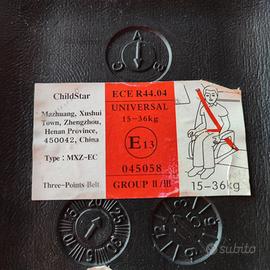 ChildStar
Mazhuang, Xushui
Town, Zhengzhou,
Henan Province,
450042, China
Type: MXZ-EC
Three-Points Belt
ECE R44.04
UNIVERSAL
15-36kg
E13
045058
GROUP II/III
15-36kg
subito